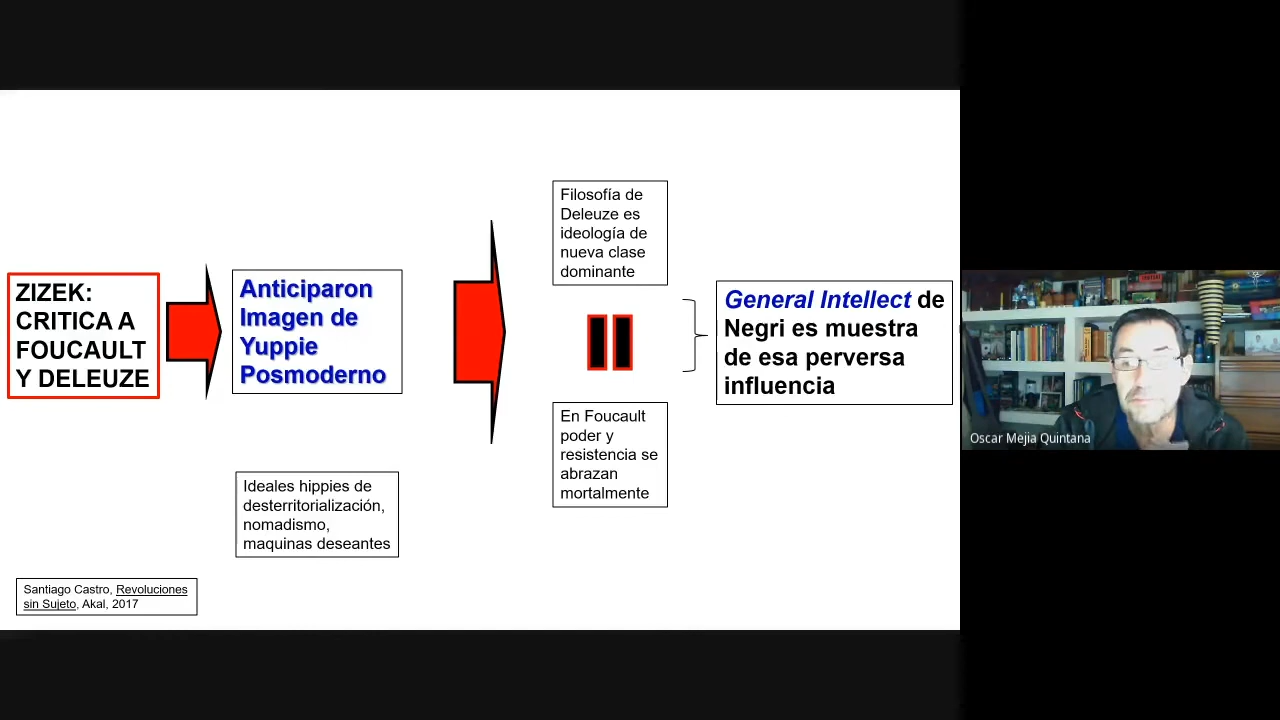 ZIZEK:
CRITICA A
FOUCAULT
Y DELEUZE
Anticiparon
Imagen de
Yuppie
Posmoderno
Ideales hippies de
desterritorialización,
nomadismo,
maquinas deseantes
Filosofía de
Deleuze es
ideología de
nueva clase
dominante
En Foucault
poder y
resistencia se
abrazan
mortalmente
General Intellect de
Negri es muestra
de esa perversa
influencia
Santiago Castro, Revoluciones
sin Sujeto, Akal, 2017
Oscar Mejia Quintana